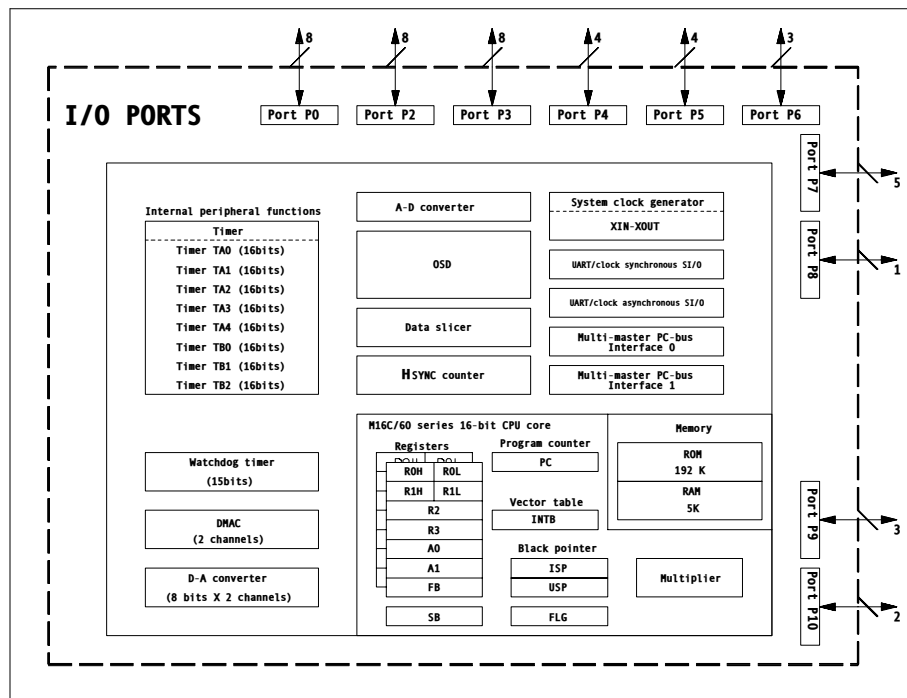 8
8
8
4
4
3
I/O PORTS
Port P0
Port P2
Port P3
Port P4
Port P5
Port P6
Port P7
5
Port P8
1
Internal peripheral functions
Timer
Timer TA0 (16bits)
Timer TA1 (16bits)
Timer TA2 (16bits)
Timer TA3 (16bits)
Timer TA4 (16bits)
Timer TB0 (16bits)
Timer TB1 (16bits)
Timer TB2 (16bits)
A-D converter
OSD
Data slicer
HSYNC counter
System clock generator
XIN-XOUT
UART/clock synchronous SI/O
UART/clock asynchronous SI/O
Multi-master PC-bus
Interface 0
Multi-master PC-bus
Interface 1
Watchdog timer
(15bits)
DMAC
(2 channels)
D-A converter
(8 bits X 2 channels)
M16C/60 series 16-bit CPU core
Registers
R0H R0L
R1H R1L
R2
R3
A0
A1
FB
SB
Program counter
PC
Vector table
INTB
Black pointer
ISP
USP
FLG
Memory
ROM
192 K
RAM
5K
Multiplier
Port P9
3
Port P10
2